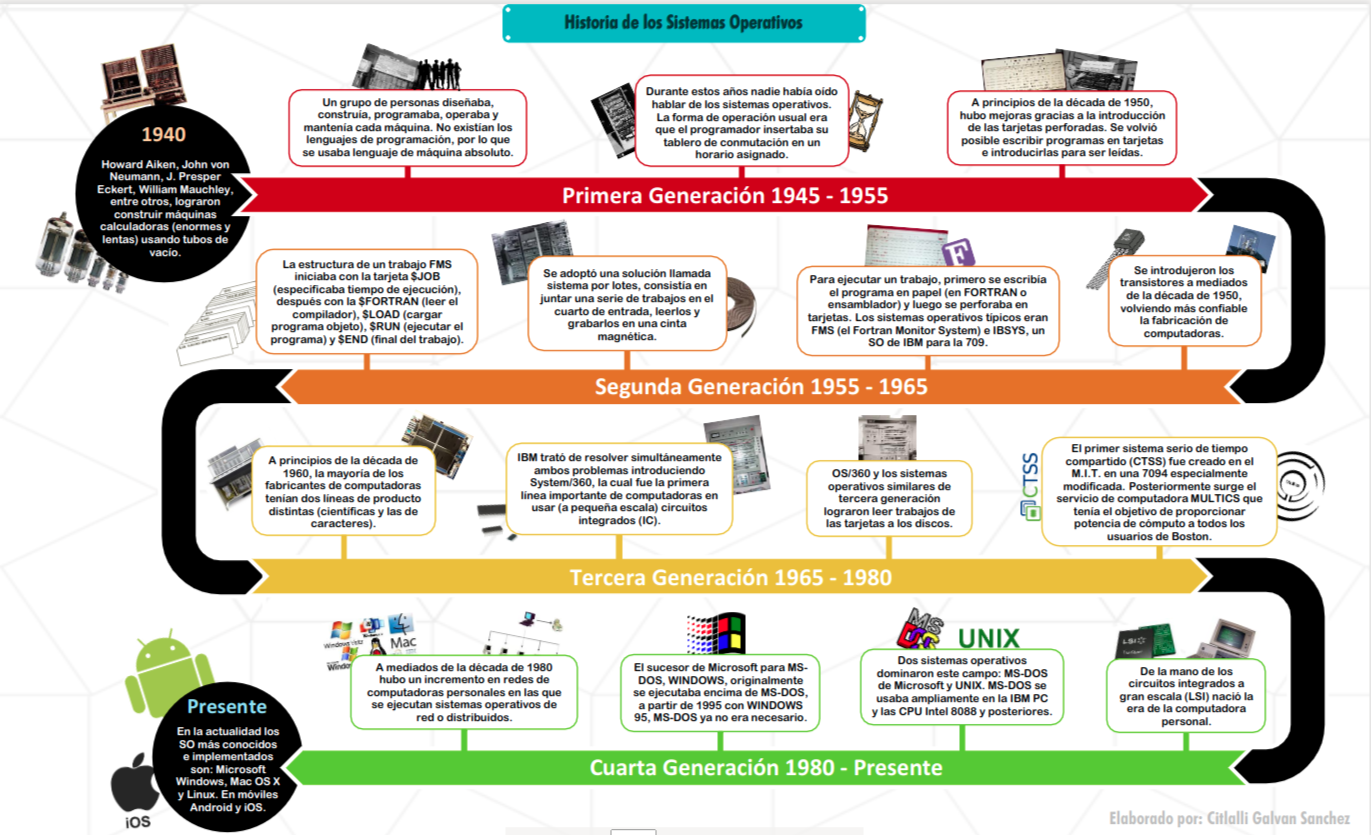 Historia de los Sistemas Operativos
1940
Howard Aiken, John von
Neumann, J. Presper
Eckert, William Mauchley,
entre otros, lograron
construir máquinas
calculadoras (enormes y
lentas) usando tubos de
vacío.
Un grupo de personas diseñaba,
construía, programaba, operaba y
mantenía cada máquina. No existían los
lenguajes de programación, por lo que
se usaba lenguaje de máquina absoluto.
Durante estos años nadie había oído
hablar de los sistemas operativos.
La forma de operación usual era
que el programador insertaba su
tablero de conmutación en un
horario asignado.
A principios de la década de 1950,
hubo mejoras gracias a la introducción
de las tarjetas perforadas. Se volvió
posible escribir programas en tarjetas
e introducirlas para ser leídas.
Primera Generación 1945 - 1955
La estructura de un trabajo FMS
iniciaba con la tarjeta $JOB
(especificaba tiempo de ejecución),
después con la $FORTRAN (leer el
compilador), $LOAD (cargar
programa objeto), $RUN (ejecutar el
programa) y $END (final del trabajo).
Se adoptó una solución llamada
sistema por lotes, consistía en
juntar una serie de trabajos en el
cuarto de entrada, leerlos y
grabarlos en una cinta
magnética.
F
Para ejecutar un trabajo, primero se escribía
el programa en papel (en FORTRAN o
ensamblador) y luego se perforaba en
tarjetas. Los sistemas operativos típicos eran
FMS (el Fortran Monitor System) e IBSYS, un
SO de IBM para la 709.
Se introdujeron los
transistores a mediados
de la década de 1950,
volviendo más confiable
la fabricación de
computadoras.
Segunda Generación 1955 - 1965
A principios de la década de
1960, la mayoría de los
fabricantes de computadoras
tenían dos líneas de producto
distintas (científicas y las de
caracteres).
IBM trató de resolver simultáneamente
ambos problemas introduciendo
System/360, la cual fue la primera
línea importante de computadoras en
usar (a pequeña escala) circuitos
integrados (IC).
OS/360 y los sistemas
operativos similares de
tercera generación
lograron leer trabajos de
las tarjetas a los discos.
CTSS
El primer sistema serio de tiempo
compartido (CTSS) fue creado en el
M.I.T. en una 7094 especialmente
modificada. Posteriormente surge el
servicio de computadora MULTICS que
tenía el objetivo de proporcionar
potencia de cómputo a todos los
usuarios de Boston.
Tercera Generación 1965 - 1980
Windows Vista
Mac
A mediados de la década de 1980
hubo un incremento en redes de
computadoras personales en las que
se ejecutan sistemas operativos de
red o distribuidos.
El sucesor de Microsoft para MS-
DOS, WINDOWS, originalmente
se ejecutaba encima de MS-DOS,
a partir de 1995 con WINDOWS
95, MS-DOS ya no era necesario.
MS
DOS
UNIX
Dos sistemas operativos
dominaron este campo: MS-DOS
de Microsoft y UNIX. MS-DOS se
usaba ampliamente en la IBM PC
y las CPU Intel 8088 y posteriores.
LSI
De la mano de los
circuitos integrados a
gran escala (LSI) nació la
era de la computadora
personal.
Cuarta Generación 1980 - Presente
Presente
En la actualidad los
SO más conocidos
e implementados
son: Microsoft
Windows, Mac OS X
y Linux. En móviles
Android y iOS.
iOS
Elaborado por: Citlalli Galvan Sanchez